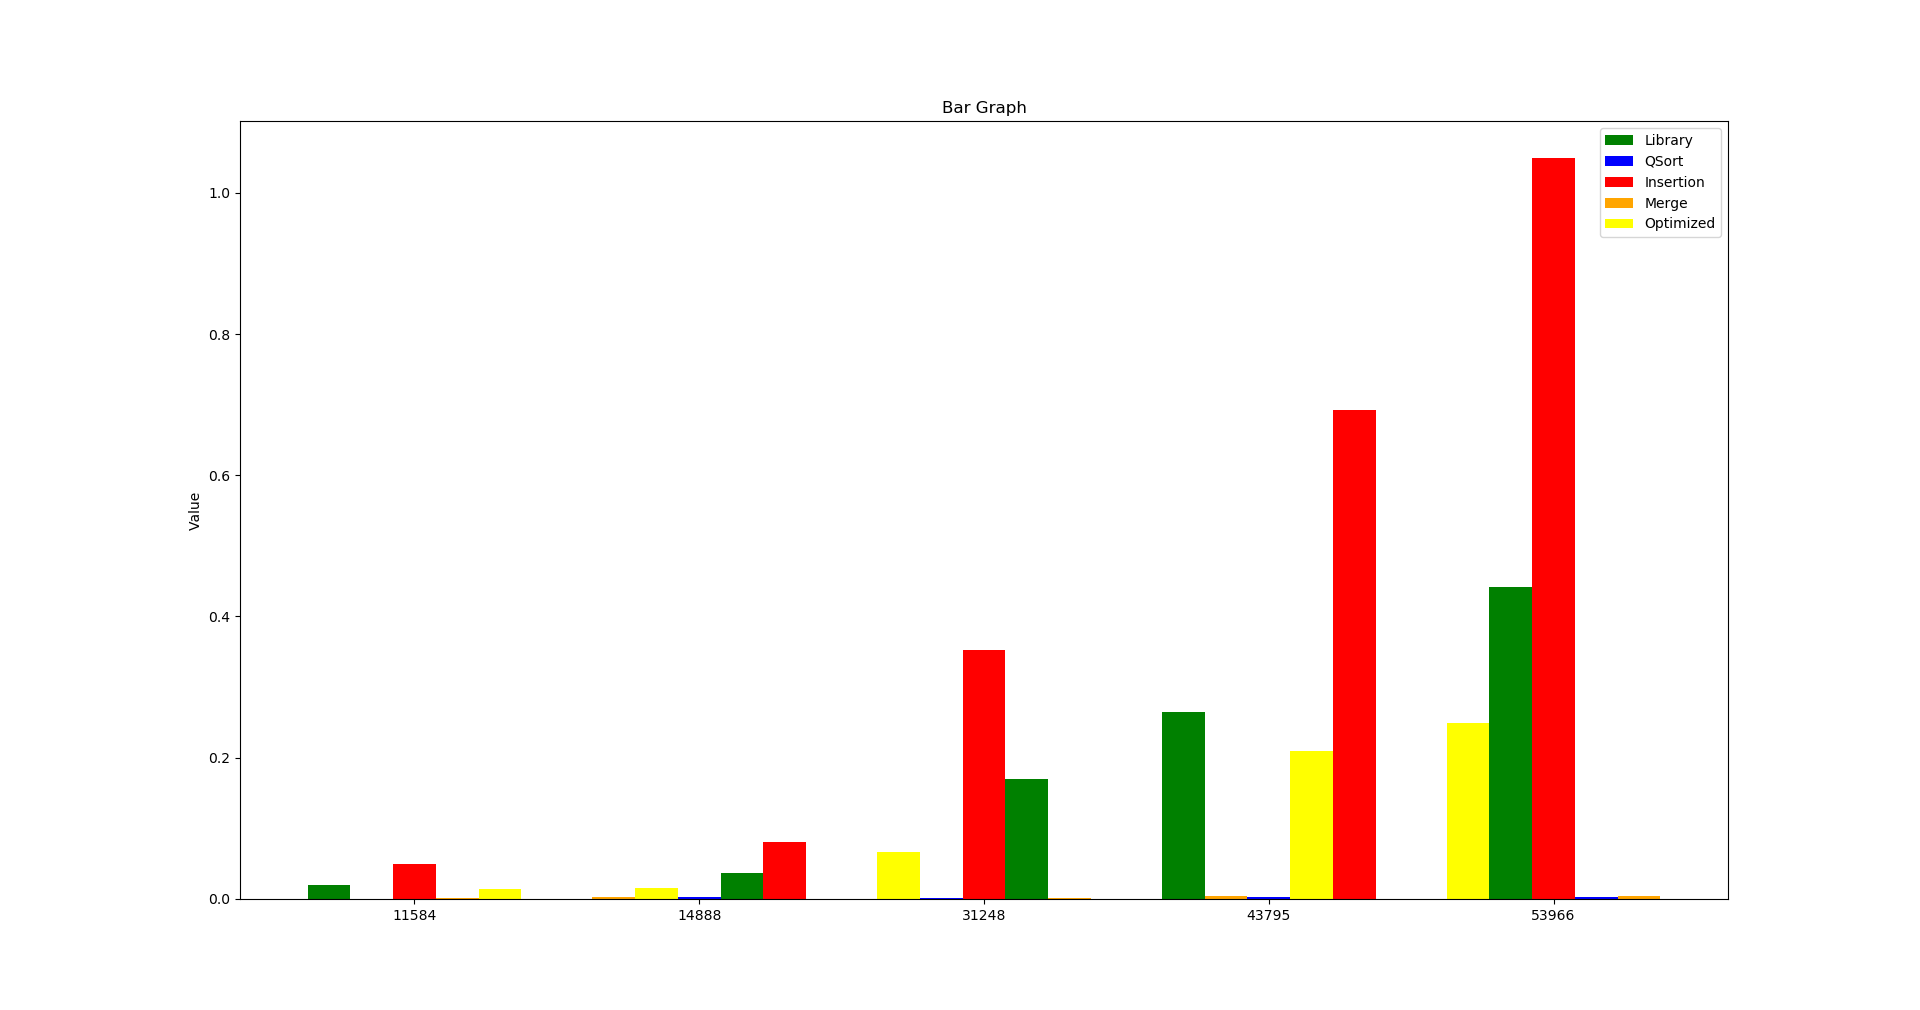 Bar Graph
Library
QSort
Insertion
Merge
Optimized
1.0
0.8
0.6
Value
0.4
0.2
0.0
11584 14888 31248 43795 53966